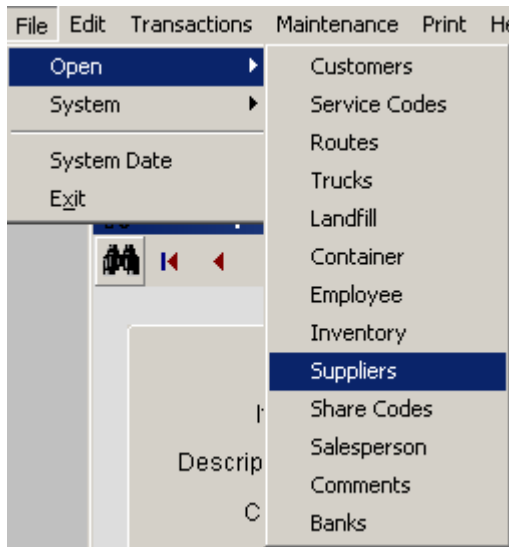 File Edit Transactions Maintenance Print
Open
System
System Date
Exit
Customers
Service Codes
Routes
Trucks
Landfill
Container
Employee
Inventory
Suppliers
Share Codes
Salesperson
Comments
Banks